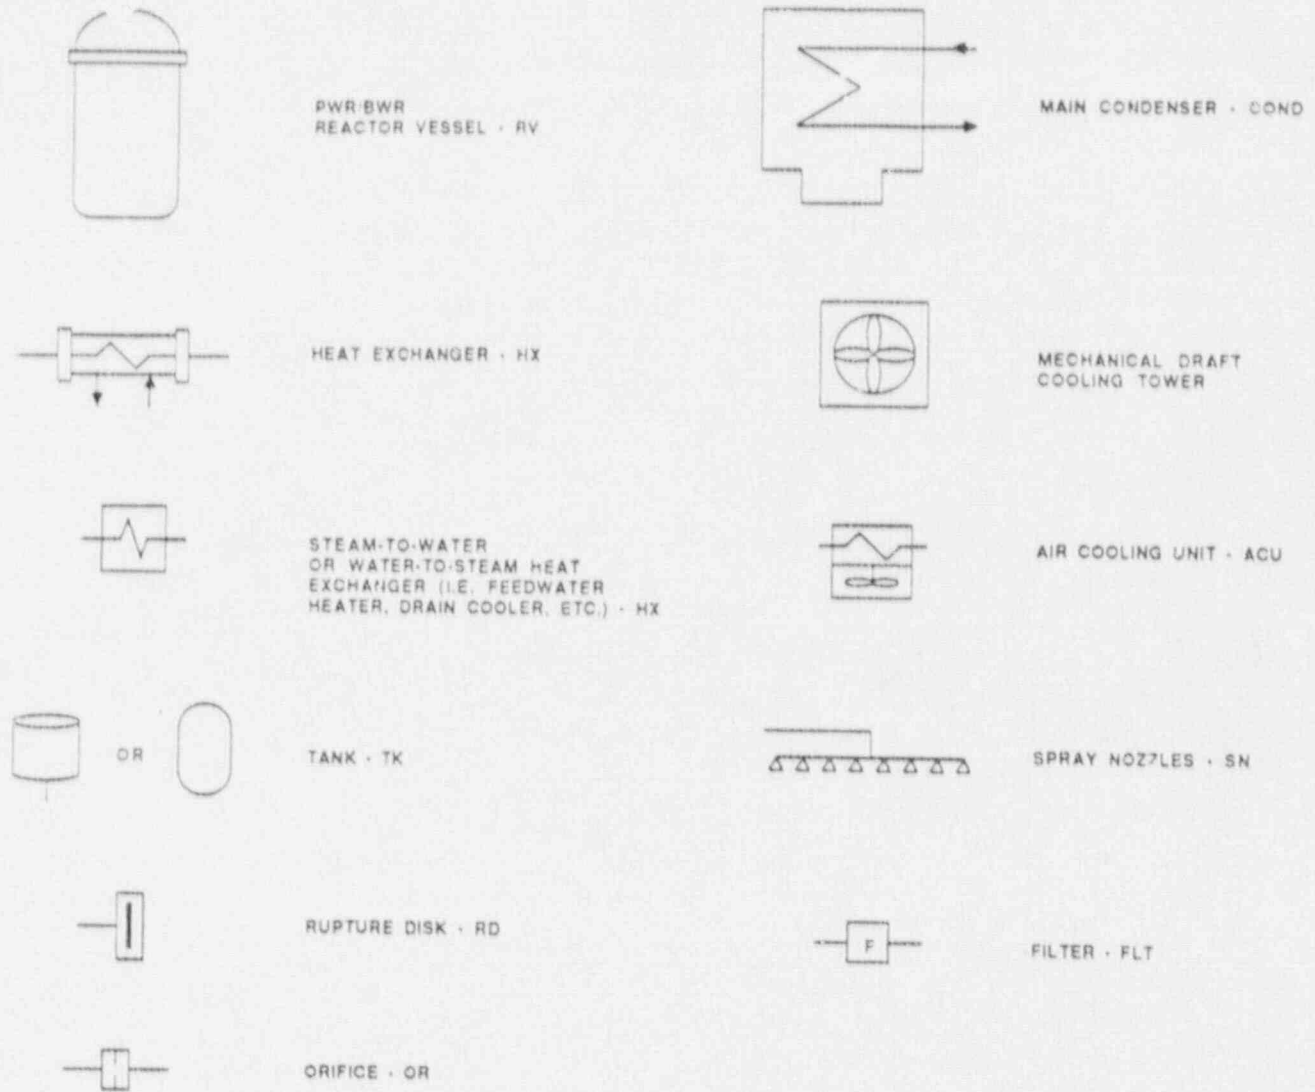 PWR/BWR
REACTOR VESSEL - RV
MAIN CONDENSER - COND
HEAT EXCHANGER - HX
MECHANICAL DRAFT
COOLING TOWER
STEAM-TO-WATER
OR WATER-TO-STEAM HEAT
EXCHANGER (I.E. FEEDWATER
HEATER, DRAIN COOLER, ETC.) - HX
AIR COOLING UNIT - ACU
OR
TANK - TK
SPRAY NOZZLES - SN
RUPTURE DISK - RD
F
FILTER - FLT
ORIFICE - OR